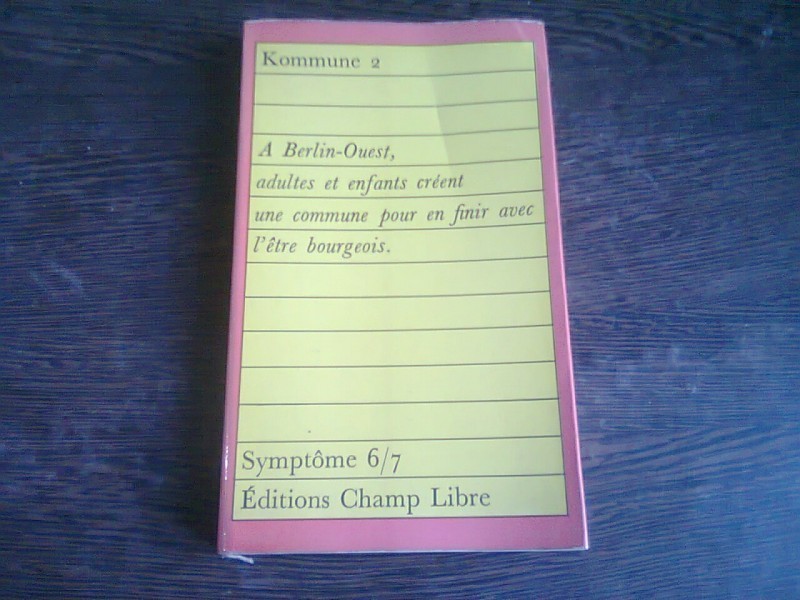 Kommune 2
A Berlin-Ouest,
adultes et enfants créent
une commune pour en finir avec
l'être bourgeois.
Symptôme 6/7
Éditions Champ Libre